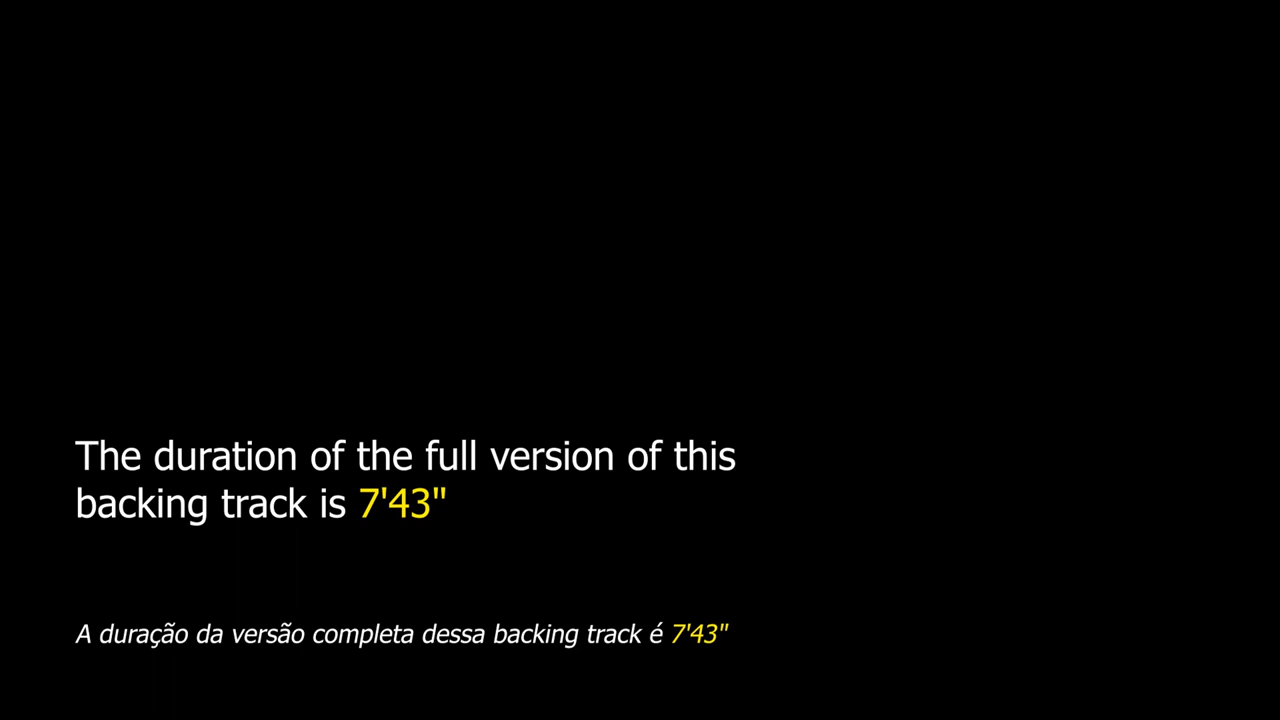 The duration of the full version of this
backing track is 7'43"
A duração da versão completa dessa backing track é 7'43"